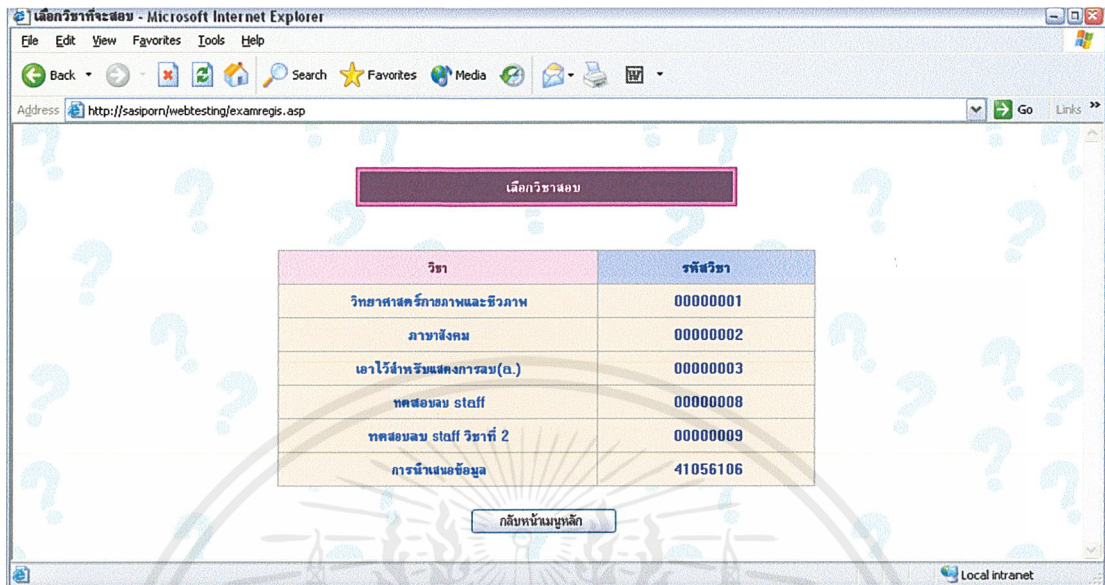 เลือกวิชาที่จะสอบ - Microsoft Internet Explorer
File Edit View Favorites Tools Help
Back Search Favorites Media
Address http://sasiporn/webtesting/examregis.asp Go Links »
เลือกวิชาสอบ
วิชา รหัสวิชา
วิทยาศาสตร์กายภาพและชีวภาพ 00000001
ภาษาสังคม 00000002
เอาไว้สำหรับแสดงการลบ(อ.) 00000003
ทดสอบลบ staff 00000008
ทดสอบลบ staff วิชาที่ 2 00000009
การนำเสนอข้อมูล 41056106
กลับหน้าเมนูหลัก
Local intranet